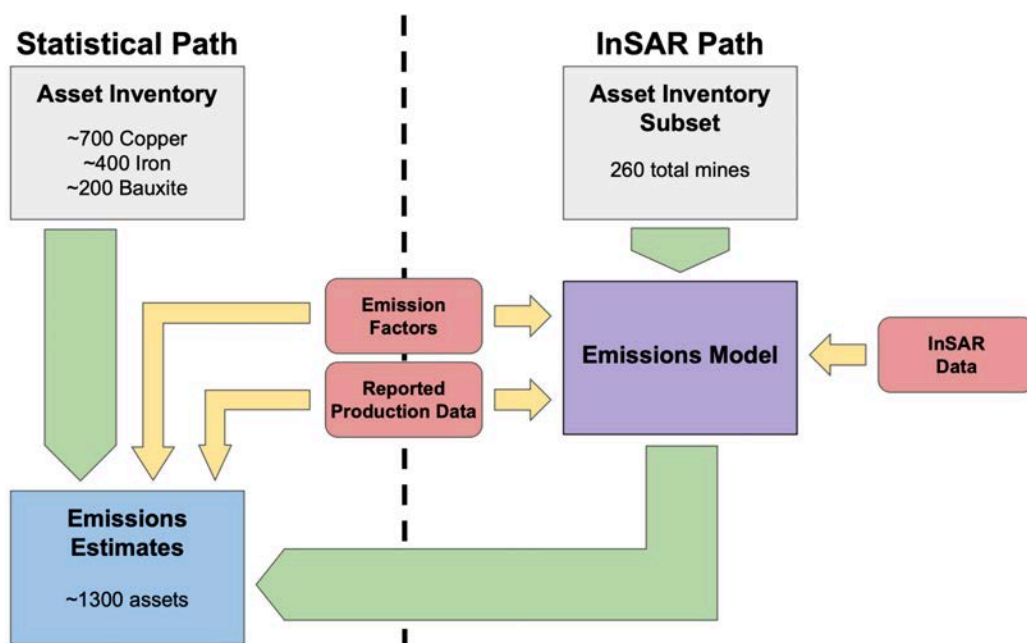 Statistical Path
Asset Inventory
~700 Copper
~400 Iron
~200 Bauxite
InSAR Path
Asset Inventory
Subset
260 total mines
Emission
Factors
Reported
Production Data
Emissions Model
InSAR
Data
Emissions
Estimates
~1300 assets